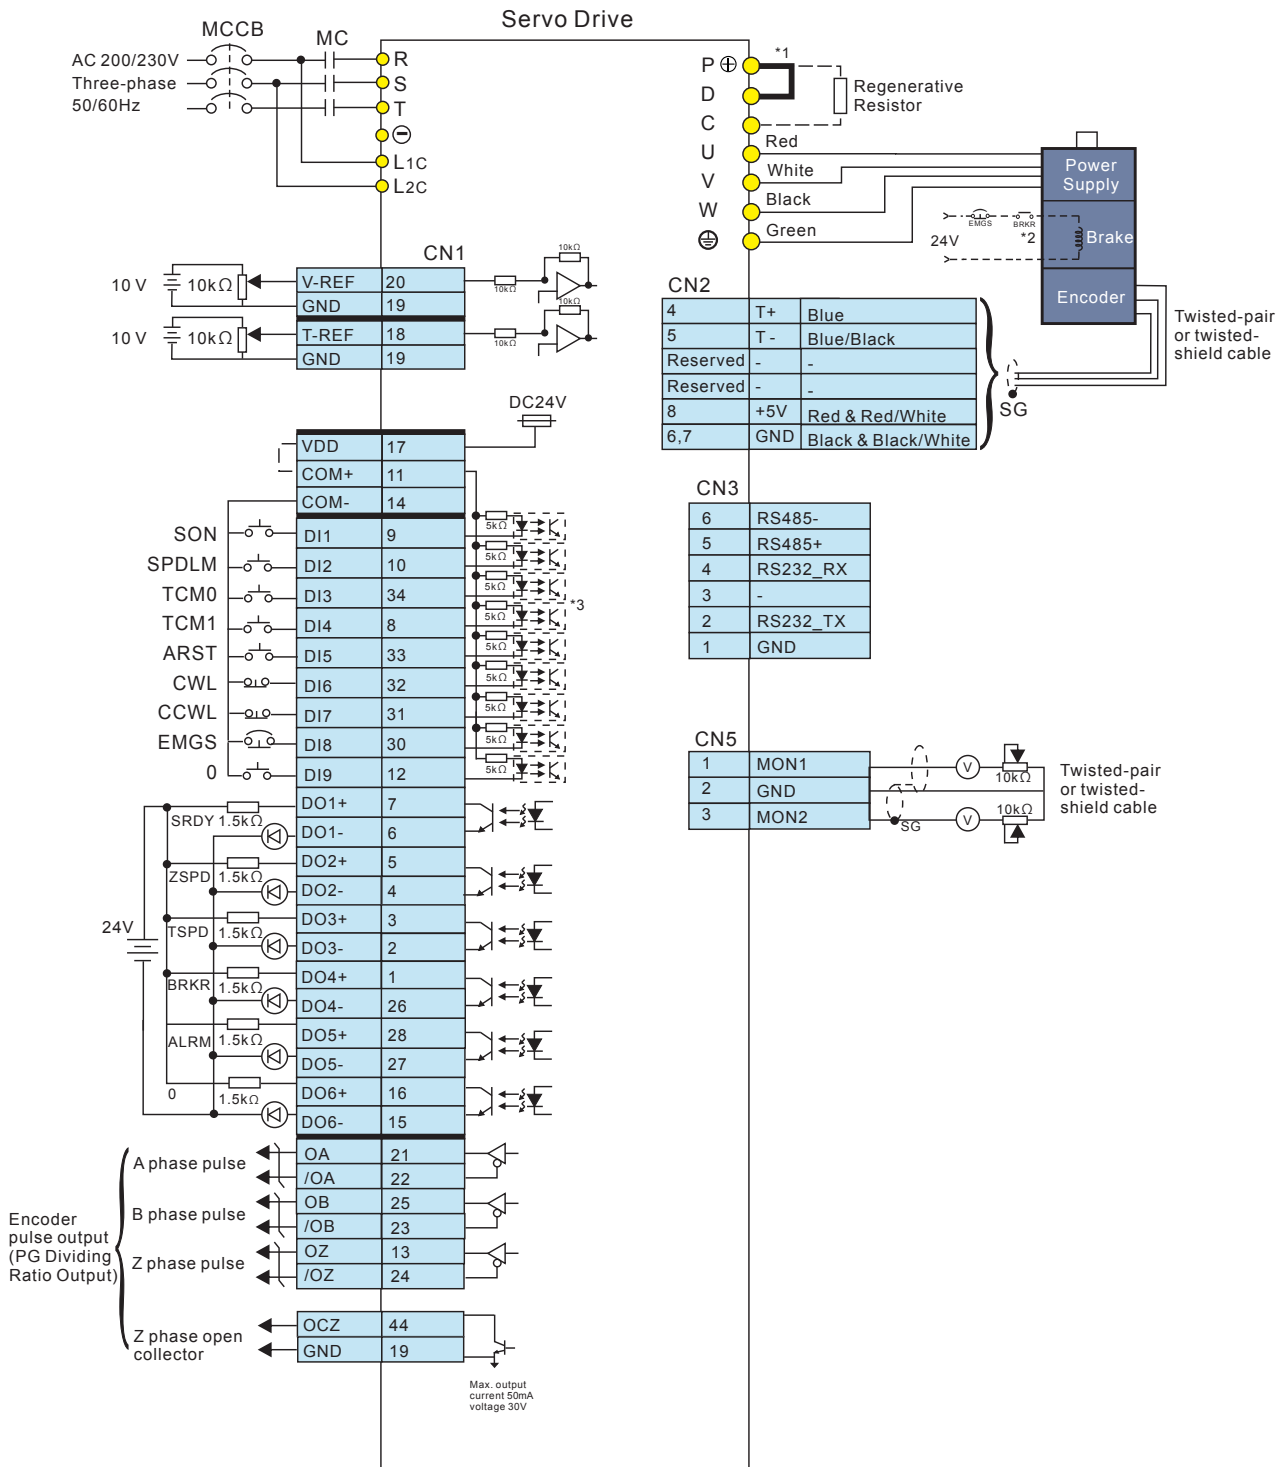 Servo Drive
MCCB
MC
AC 200/230V
Three-phase
50/60Hz
R
S
T
L1C
L2C
P
D
C
U
V
W
*1
Regenerative
Resistor
Red
White
Black
Green
Power
Supply
24V
EMGS
BRKR
*2
Brake
Encoder
Twisted-pair
or twisted-
shield cable
SG
CN1
10 V
10kΩ
V-REF 20
GND 19
10kΩ
10kΩ
10 V
10kΩ
T-REF 18
GND 19
10kΩ
10kΩ
CN2
4 T+ Blue
5 T- Blue/Black
Reserved - -
Reserved - -
8 +5V Red & Red/White
6,7 GND Black & Black/White
DC24V
VDD 17
COM+ 11
COM- 14
SON DI1 9 5kΩ
SPDLM DI2 10 5kΩ
TCM0 DI3 34 5kΩ
*3
TCM1 DI4 8 5kΩ
ARST DI5 33 5kΩ
CWL DI6 32 5kΩ
CCWL DI7 31 5kΩ
EMGS DI8 30 5kΩ
0 DI9 12 5kΩ
CN3
6 RS485-
5 RS485+
4 RS232_RX
3 -
2 RS232_TX
1 GND
CN5
1 MON1
2 GND
3 MON2
V
10kΩ
SG
V
10kΩ
Twisted-pair
or twisted-
shield cable
24V
SRDY 1.5kΩ DO1+ 7
DO1- 6
ZSPD 1.5kΩ DO2+ 5
DO2- 4
TSPD 1.5kΩ DO3+ 3
DO3- 2
BRKR 1.5kΩ DO4+ 1
DO4- 26
ALRM 1.5kΩ DO5+ 28
DO5- 27
0 1.5kΩ DO6+ 16
DO6- 15
Encoder
pulse output
(PG Dividing
Ratio Output)
A phase pulse
OA 21
/OA 22
B phase pulse
OB 25
/OB 23
Z phase pulse
OZ 13
/OZ 24
Z phase open
collector
OCZ 44
GND 19
Max. output
current 50mA
voltage 30V